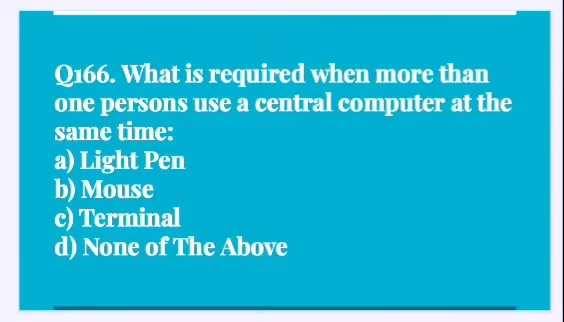 Q166. What is required when more than
one persons use a central computer at the
same time:
a) Light Pen
b) Mouse
c) Terminal
d) None of The Above